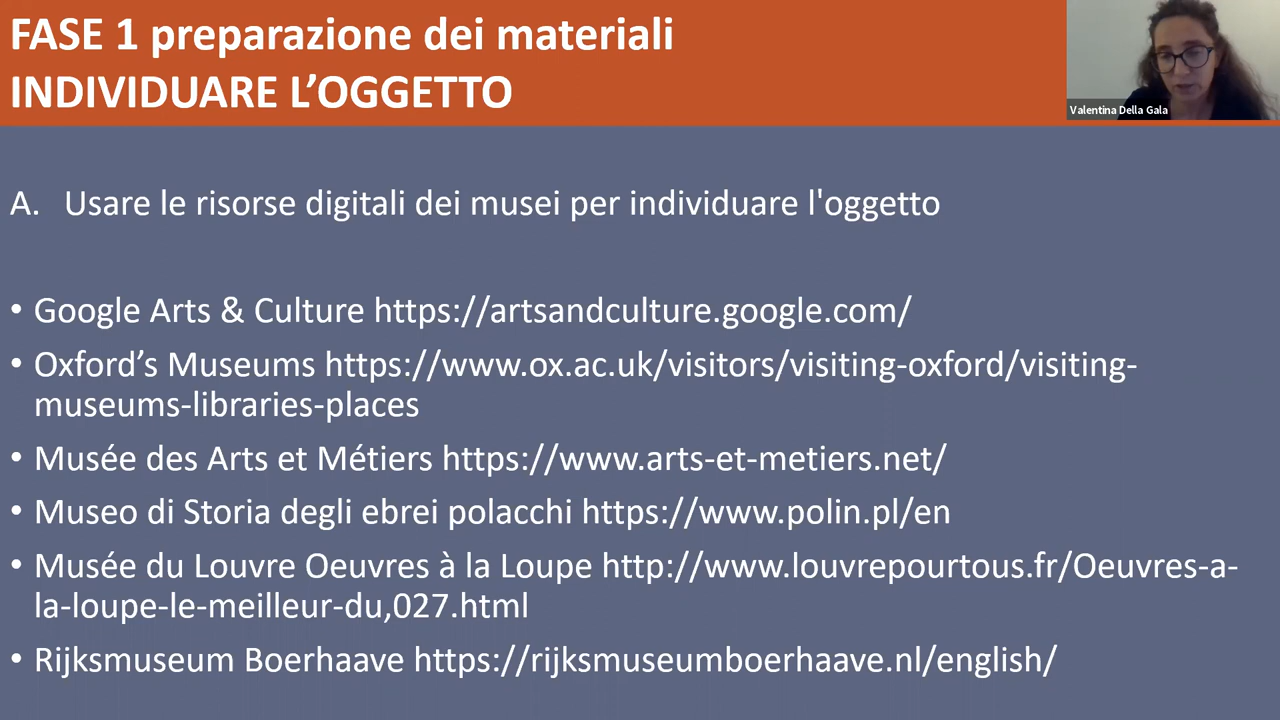 FASE 1 preparazione dei materiali
INDIVIDUARE L’OGGETTO
Valentina Della Gala
A. Usare le risorse digitali dei musei per individuare l'oggetto
• Google Arts & Culture https://artsandculture.google.com/
• Oxford’s Museums https://www.ox.ac.uk/visitors/visiting-oxford/visiting-
museums-libraries-places
• Musée des Arts et Métiers https://www.arts-et-metiers.net/
• Museo di Storia degli ebrei polacchi https://www.polin.pl/en
• Musée du Louvre Oeuvres à la Loupe http://www.louvrepourtous.fr/Oeuvres-a-
la-loupe-le-meilleur-du,027.html
• Rijksmuseum Boerhaave https://rijksmuseumboerhaave.nl/english/